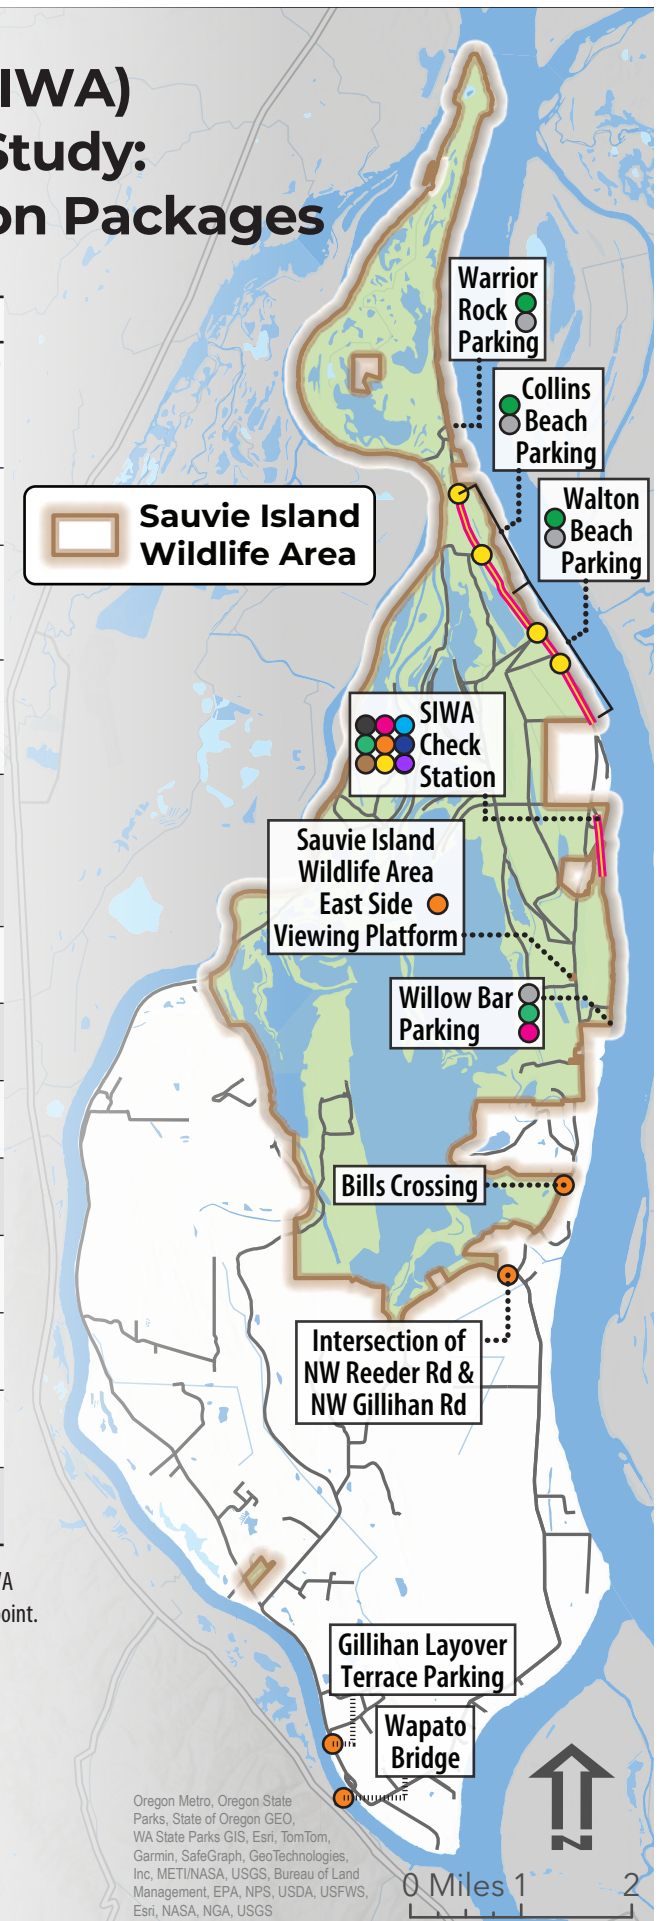 IWA)
Study:
on Packages
Warrior
Rock
Parking
Collins
Beach
Parking
Walton
Beach
Parking
Sauvie Island
Wildlife Area
SIWA
Check
Station
Sauvie Island
Wildlife Area
East Side
Viewing Platform
Willow Bar
Parking
Bills Crossing
Intersection of
NW Reeder Rd &
NW Gillihan Rd
VA
point.
Gillihan Layover
Terrace Parking
Wapato
Bridge
Oregon Metro, Oregon State
Parks, State of Oregon GEO,
WA State Parks GIS, Esri, TomTom,
Garmin, SafeGraph, GeoTechnologies,
Inc, METI/NASA, USGS, Bureau of Land
Management, EPA, NPS, USDA, USFWS,
Esri, NASA, NGA, USGS
N
0 Miles 1 2